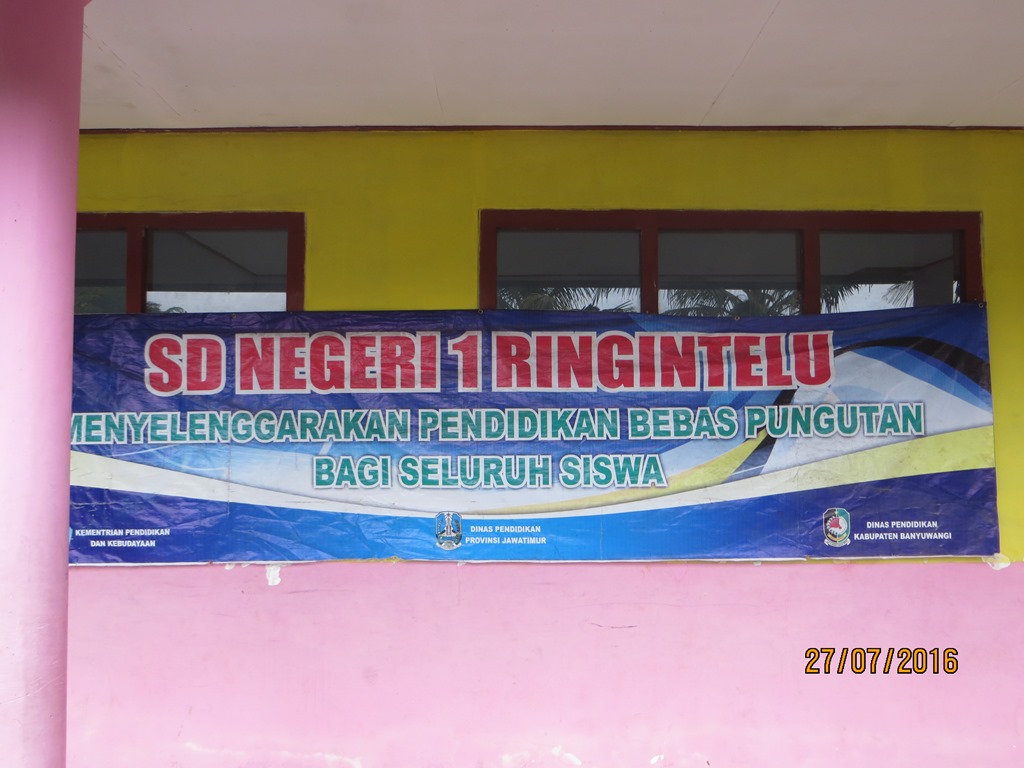 SD NEGERI 1 RINGINTELU
MENYELENGGARAKAN PENDIDIKAN BEBAS PUNGUTAN
BAGI SELURUH SISWA
KEMENTRIAN PENDIDIKAN
DAN KEBUDAYAAN
DINAS PENDIDIKAN
PROVINSI JAWATIMUR
DINAS PENDIDIKAN
KABUPATEN BANYUWANGI
27/07/2016